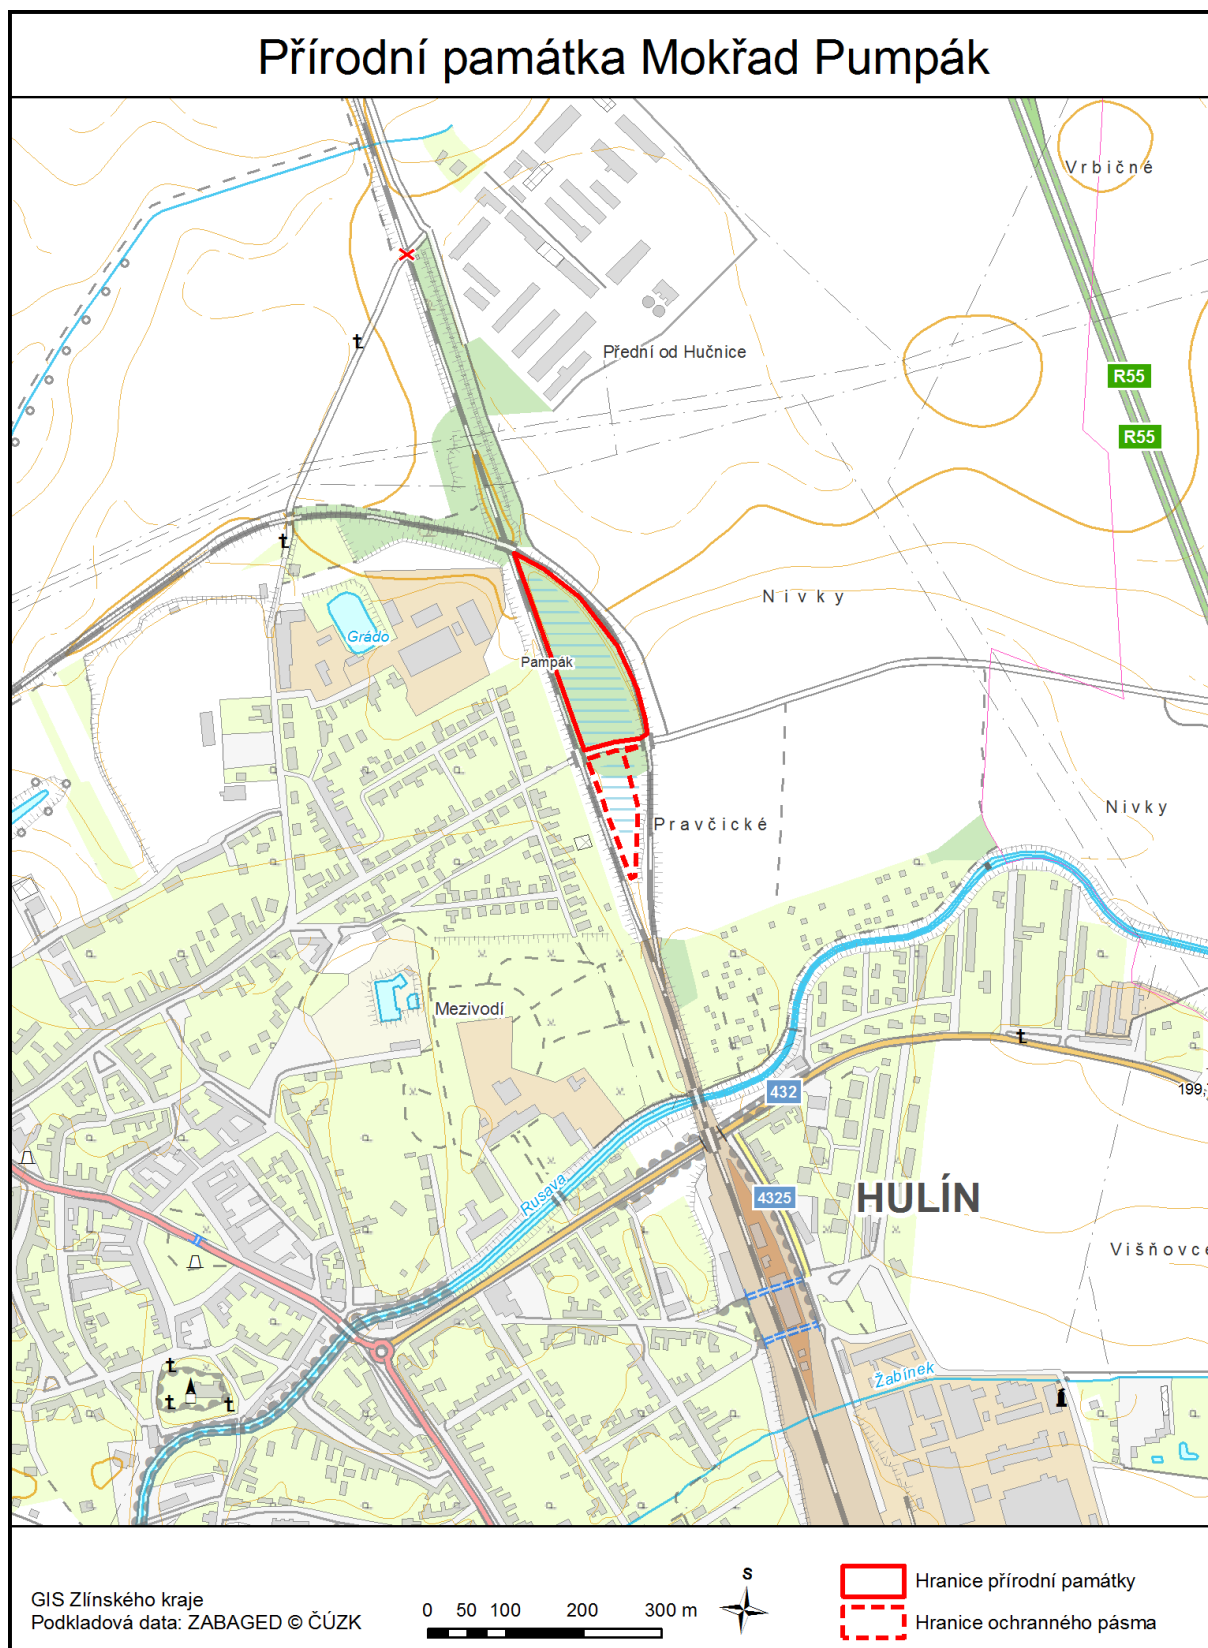 Přírodní památka Mokřad Pumpák
Vrbičné
Přední od Hučnice
R55
R55
Nivky
Grádo
Pampák
Nivky
Pravčické
Mezivodí
432
199,
Rusava
4325
HULÍN
Višňovce
Žabínek
GIS Zlínského kraje
Podkladová data: ZABAGED © ČÚZK
0 50 100 200 300 m
S
Hranice přírodní památky
Hranice ochranného pásma